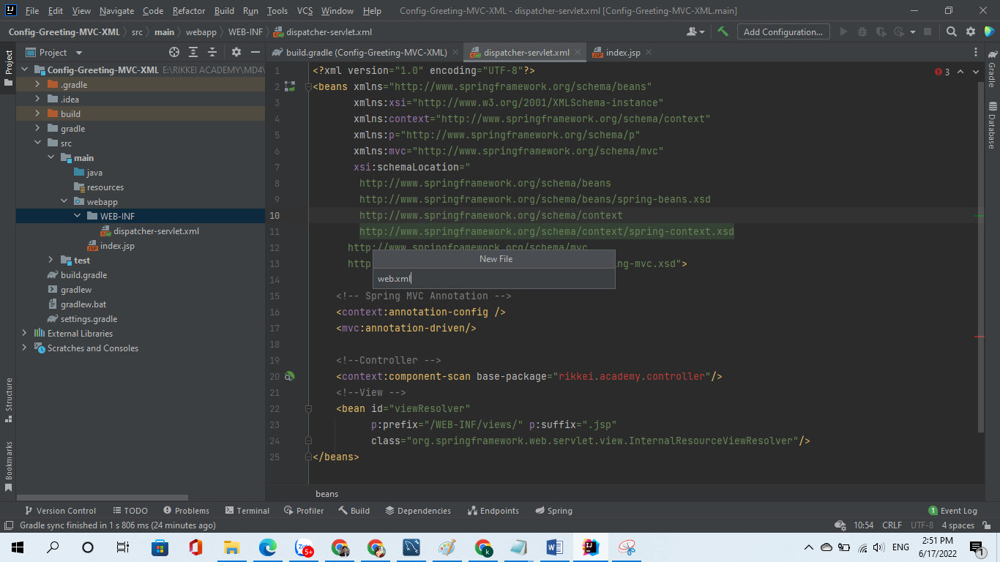 File Edit View Navigate Code Refactor Build Run Tools VCS Window Help Config-Greeting-MVC-XML - dispatcher-servlet.xml [Config-Greeting-MVC-XML.main]
Config-Greeting-MVC-XML src main webapp WEB-INF dispatcher-servlet.xml Add Configuration...
Project
build.gradle (Config-Greeting-MVC-XML) dispatcher-servlet.xml index.jsp
Project
Structure
Bookmarks
Config-Greeting-MVC-XML E:\RIKKEI ACADEMY\MD4\
.gradle
.idea
build
gradle
src
main
java
resources
webapp
WEB-INF
dispatcher-servlet.xml
index.jsp
test
build.gradle
gradlew
gradlew.bat
settings.gradle
External Libraries
Scratches and Consoles
3
1 <?xml version="1.0" encoding="UTF-8"?>
2 <beans xmlns="http://www.springframework.org/schema/beans"
3 xmlns:xsi="http://www.w3.org/2001/XMLSchema-instance"
4 xmlns:context="http://www.springframework.org/schema/context"
5 xmlns:p="http://www.springframework.org/schema/p"
6 xmlns:mvc="http://www.springframework.org/schema/mvc"
7 xsi:schemaLocation="
8 http://www.springframework.org/schema/beans
9 http://www.springframework.org/schema/beans/spring-beans.xsd
10 http://www.springframework.org/schema/context
11 http://www.springframework.org/schema/context/spring-context.xsd
12 http://www.springframework.org/schema/mvc
13 http ng-mvc.xsd">
New File
web.xml
14
15 <!-- Spring MVC Annotation -->
16 <context:annotation-config />
17 <mvc:annotation-driven/>
18
19 <!--Controller -->
20 <context:component-scan base-package="rikkei.academy.controller"/>
21 <!--View -->
22 <bean id="viewResolver"
23 p:prefix="/WEB-INF/views/" p:suffix=".jsp"
24 class="org.springframework.web.servlet.view.InternalResourceViewResolver"/>
25 </beans>
beans
Gradle
Database
Version Control TODO Problems Terminal Profiler Build Dependencies Endpoints Spring 1 Event Log
Gradle sync finished in 1 s 806 ms (24 minutes ago) 10:54 CRLF UTF-8 4 spaces
5+ ENG 2:51 PM
6/17/2022 1